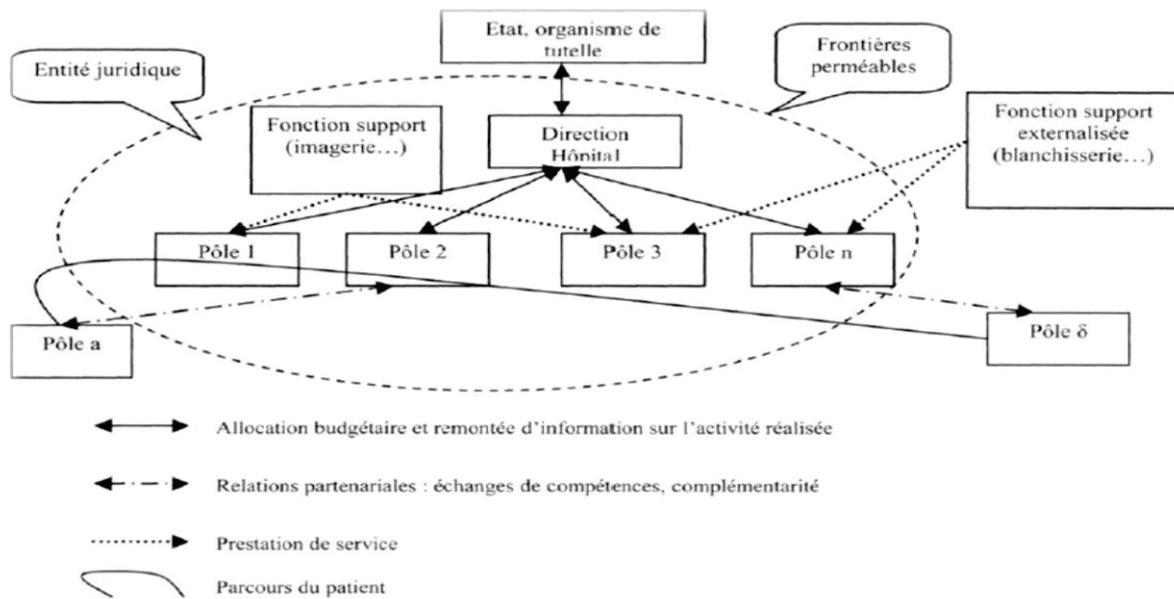 Etat, organisme de
tutelle
Entité juridique
Frontières
perméables
Fonction support
(imagerie…)
Direction
Hôpital
Fonction support
externalisée
(blanchisserie…)
Pôle 1
Pôle 2
Pôle 3
Pôle n
Pôle a
Pôle δ
Allocation budgétaire et remontée d’information sur l’activité réalisée
Relations partenariales : échanges de compétences, complémentarité
Prestation de service
Parcours du patient